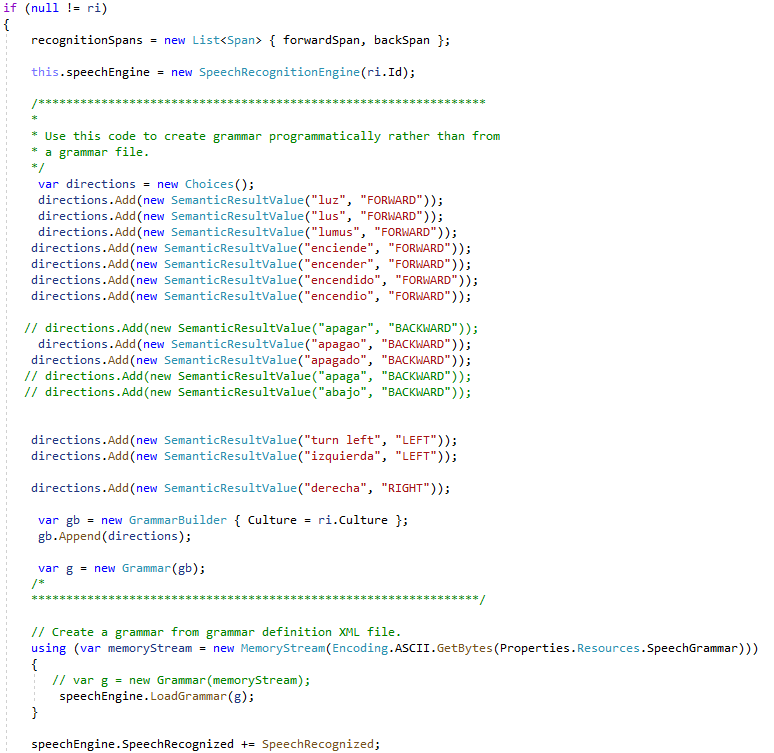 if (null != ri)
{
recognitionSpans = new List<Span> { forwardSpan, backSpan };
this.speechEngine = new SpeechRecognitionEngine(ri.Id);
/****************************************************************
*
* Use this code to create grammar programmatically rather than from
* a grammar file.
*/
var directions = new Choices();
directions.Add(new SemanticResultValue("luz", "FORWARD"));
directions.Add(new SemanticResultValue("lus", "FORWARD"));
directions.Add(new SemanticResultValue("lumus", "FORWARD"));
directions.Add(new SemanticResultValue("enciende", "FORWARD"));
directions.Add(new SemanticResultValue("encender", "FORWARD"));
directions.Add(new SemanticResultValue("encendido", "FORWARD"));
directions.Add(new SemanticResultValue("encendio", "FORWARD"));
// directions.Add(new SemanticResultValue("apagar", "BACKWARD"));
directions.Add(new SemanticResultValue("apagao", "BACKWARD"));
directions.Add(new SemanticResultValue("apagado", "BACKWARD"));
// directions.Add(new SemanticResultValue("apaga", "BACKWARD"));
// directions.Add(new SemanticResultValue("abajo", "BACKWARD"));
directions.Add(new SemanticResultValue("turn left", "LEFT"));
directions.Add(new SemanticResultValue("izquierda", "LEFT"));
directions.Add(new SemanticResultValue("derecha", "RIGHT"));
var gb = new GrammarBuilder { Culture = ri.Culture };
gb.Append(directions);
var g = new Grammar(gb);
/*
****************************************************************/
// Create a grammar from grammar definition XML file.
using (var memoryStream = new MemoryStream(Encoding.ASCII.GetBytes(Properties.Resources.SpeechGrammar)))
{
// var g = new Grammar(memoryStream);
speechEngine.LoadGrammar(g);
}
speechEngine.SpeechRecognized += SpeechRecognized;